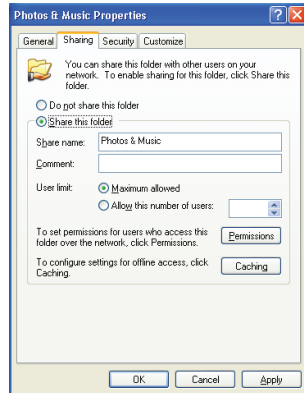 Photos & Music Properties
General Sharing Security Customize
You can share this folder with other users on your
network. To enable sharing for this folder, click Share this
folder.
Do not share this folder
Share this folder
Share name: Photos & Music
Comment:
User limit: Maximum allowed
Allow this number of users:
To set permissions for users who access this
folder over the network, click Permissions.
Permissions
To configure settings for offline access, click
Caching.
Caching
OK Cancel Apply